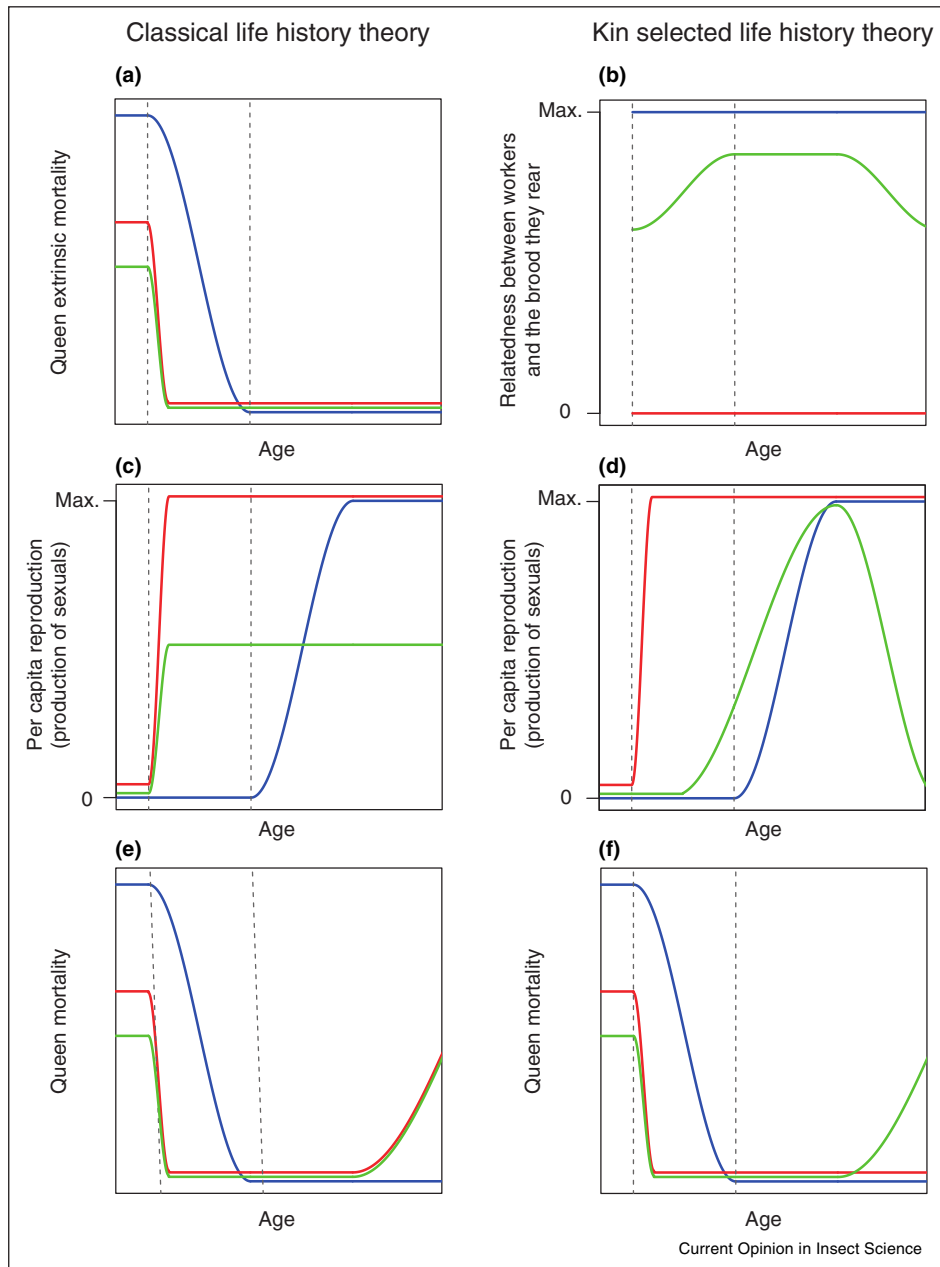 Classical life history theory
Kin selected life history theory
(a)
Queen extrinsic mortality
Age
(b)
Max.
0
Relatedness between workers
and the brood they rear
Age
(c)
Max.
0
Per capita reproduction
(production of sexuals)
Age
(d)
Max.
0
Per capita reproduction
(production of sexuals)
Age
(e)
Queen mortality
Age
(f)
Queen mortality
Age
Current Opinion in Insect Science